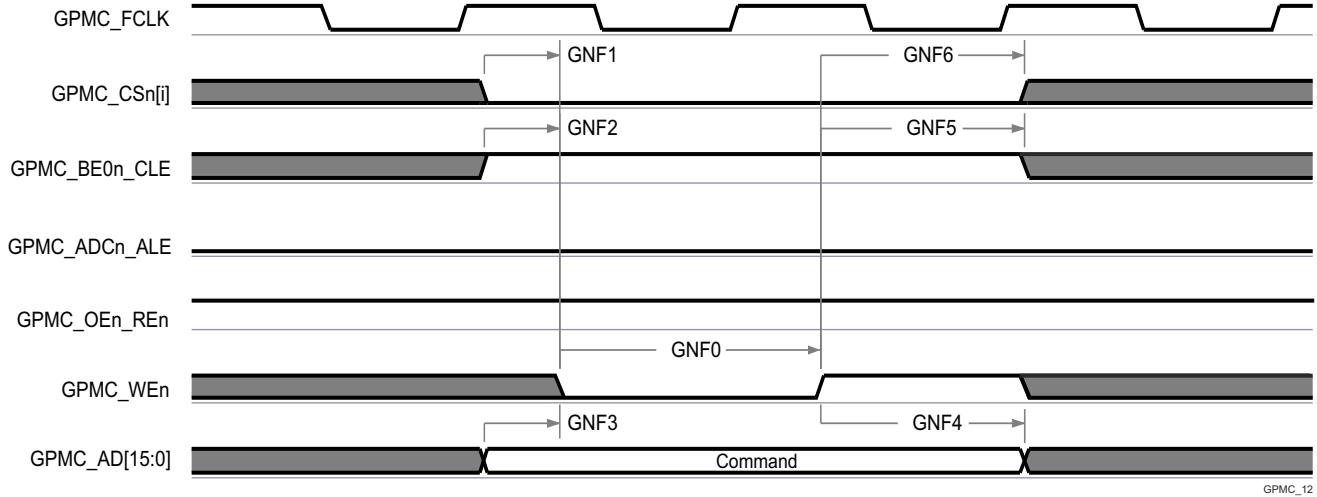 GPMC_FCLK
GNF1
GNF6
GPMC_CSn[i]
GNF2
GNF5
GPMC_BE0n_CLE
GPMC_ADCn_ALE
GPMC_OEn_REn
GNF0
GPMC_WEn
GNF3
GNF4
GPMC_AD[15:0]
Command
GPMC_12